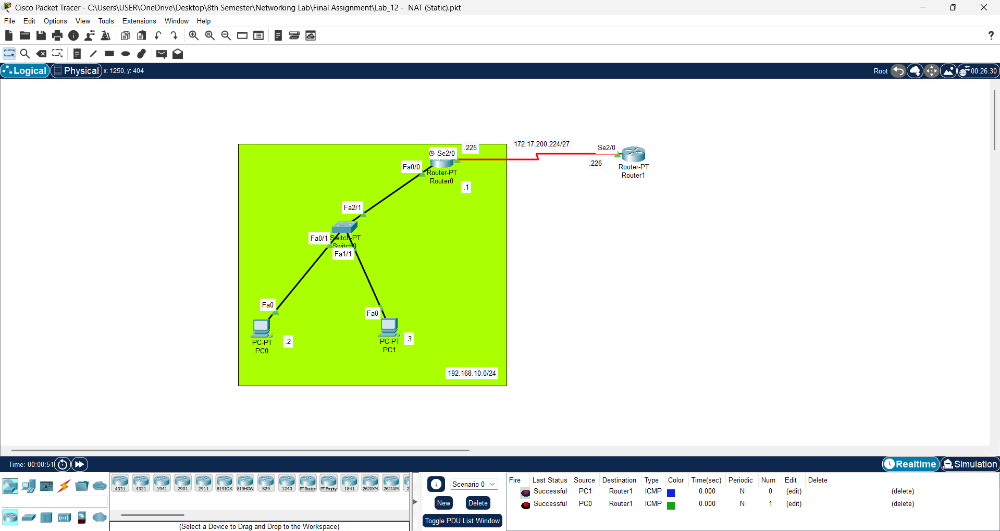 Cisco Packet Tracer - C:\Users\USER\OneDrive\Desktop\8th Semester\Networking Lab\Final Assignment\Lab_12 -  NAT (Static).pkt
File Edit Options View Tools Extensions Window Help
?
Logical Physical x: 1250, y: 404 Root 00:26:30
.225 172.17.200.224/27 Se2/0
Se2/0
Fa0/0 .226 Router-PT
Router1
Router-PT
Router0
.1
Fa2/1
Fa0/1 Switch-PT
Switch0
Fa1/1
Fa0
Fa0
PC-PT
PC0
.2
PC-PT
PC1
.3
192.168.10.0/24
Time: 00:00:51 Realtime Simulation
4331 4321 1941 2901 2911 819IOX 819HGW 829 1240 PT-Router PT-Empty 1841 2620XM 2621XM 2
(Select a Device to Drag and Drop to the Workspace)
Scenario 0
New Delete
Toggle PDU List Window
Fire Last Status Source Destination Type Color Time(sec) Periodic Num Edit Delete
Successful PC1 Router1 ICMP 0.000 N 0 (edit) (delete)
Successful PC0 Router1 ICMP 0.000 N 1 (edit) (delete)